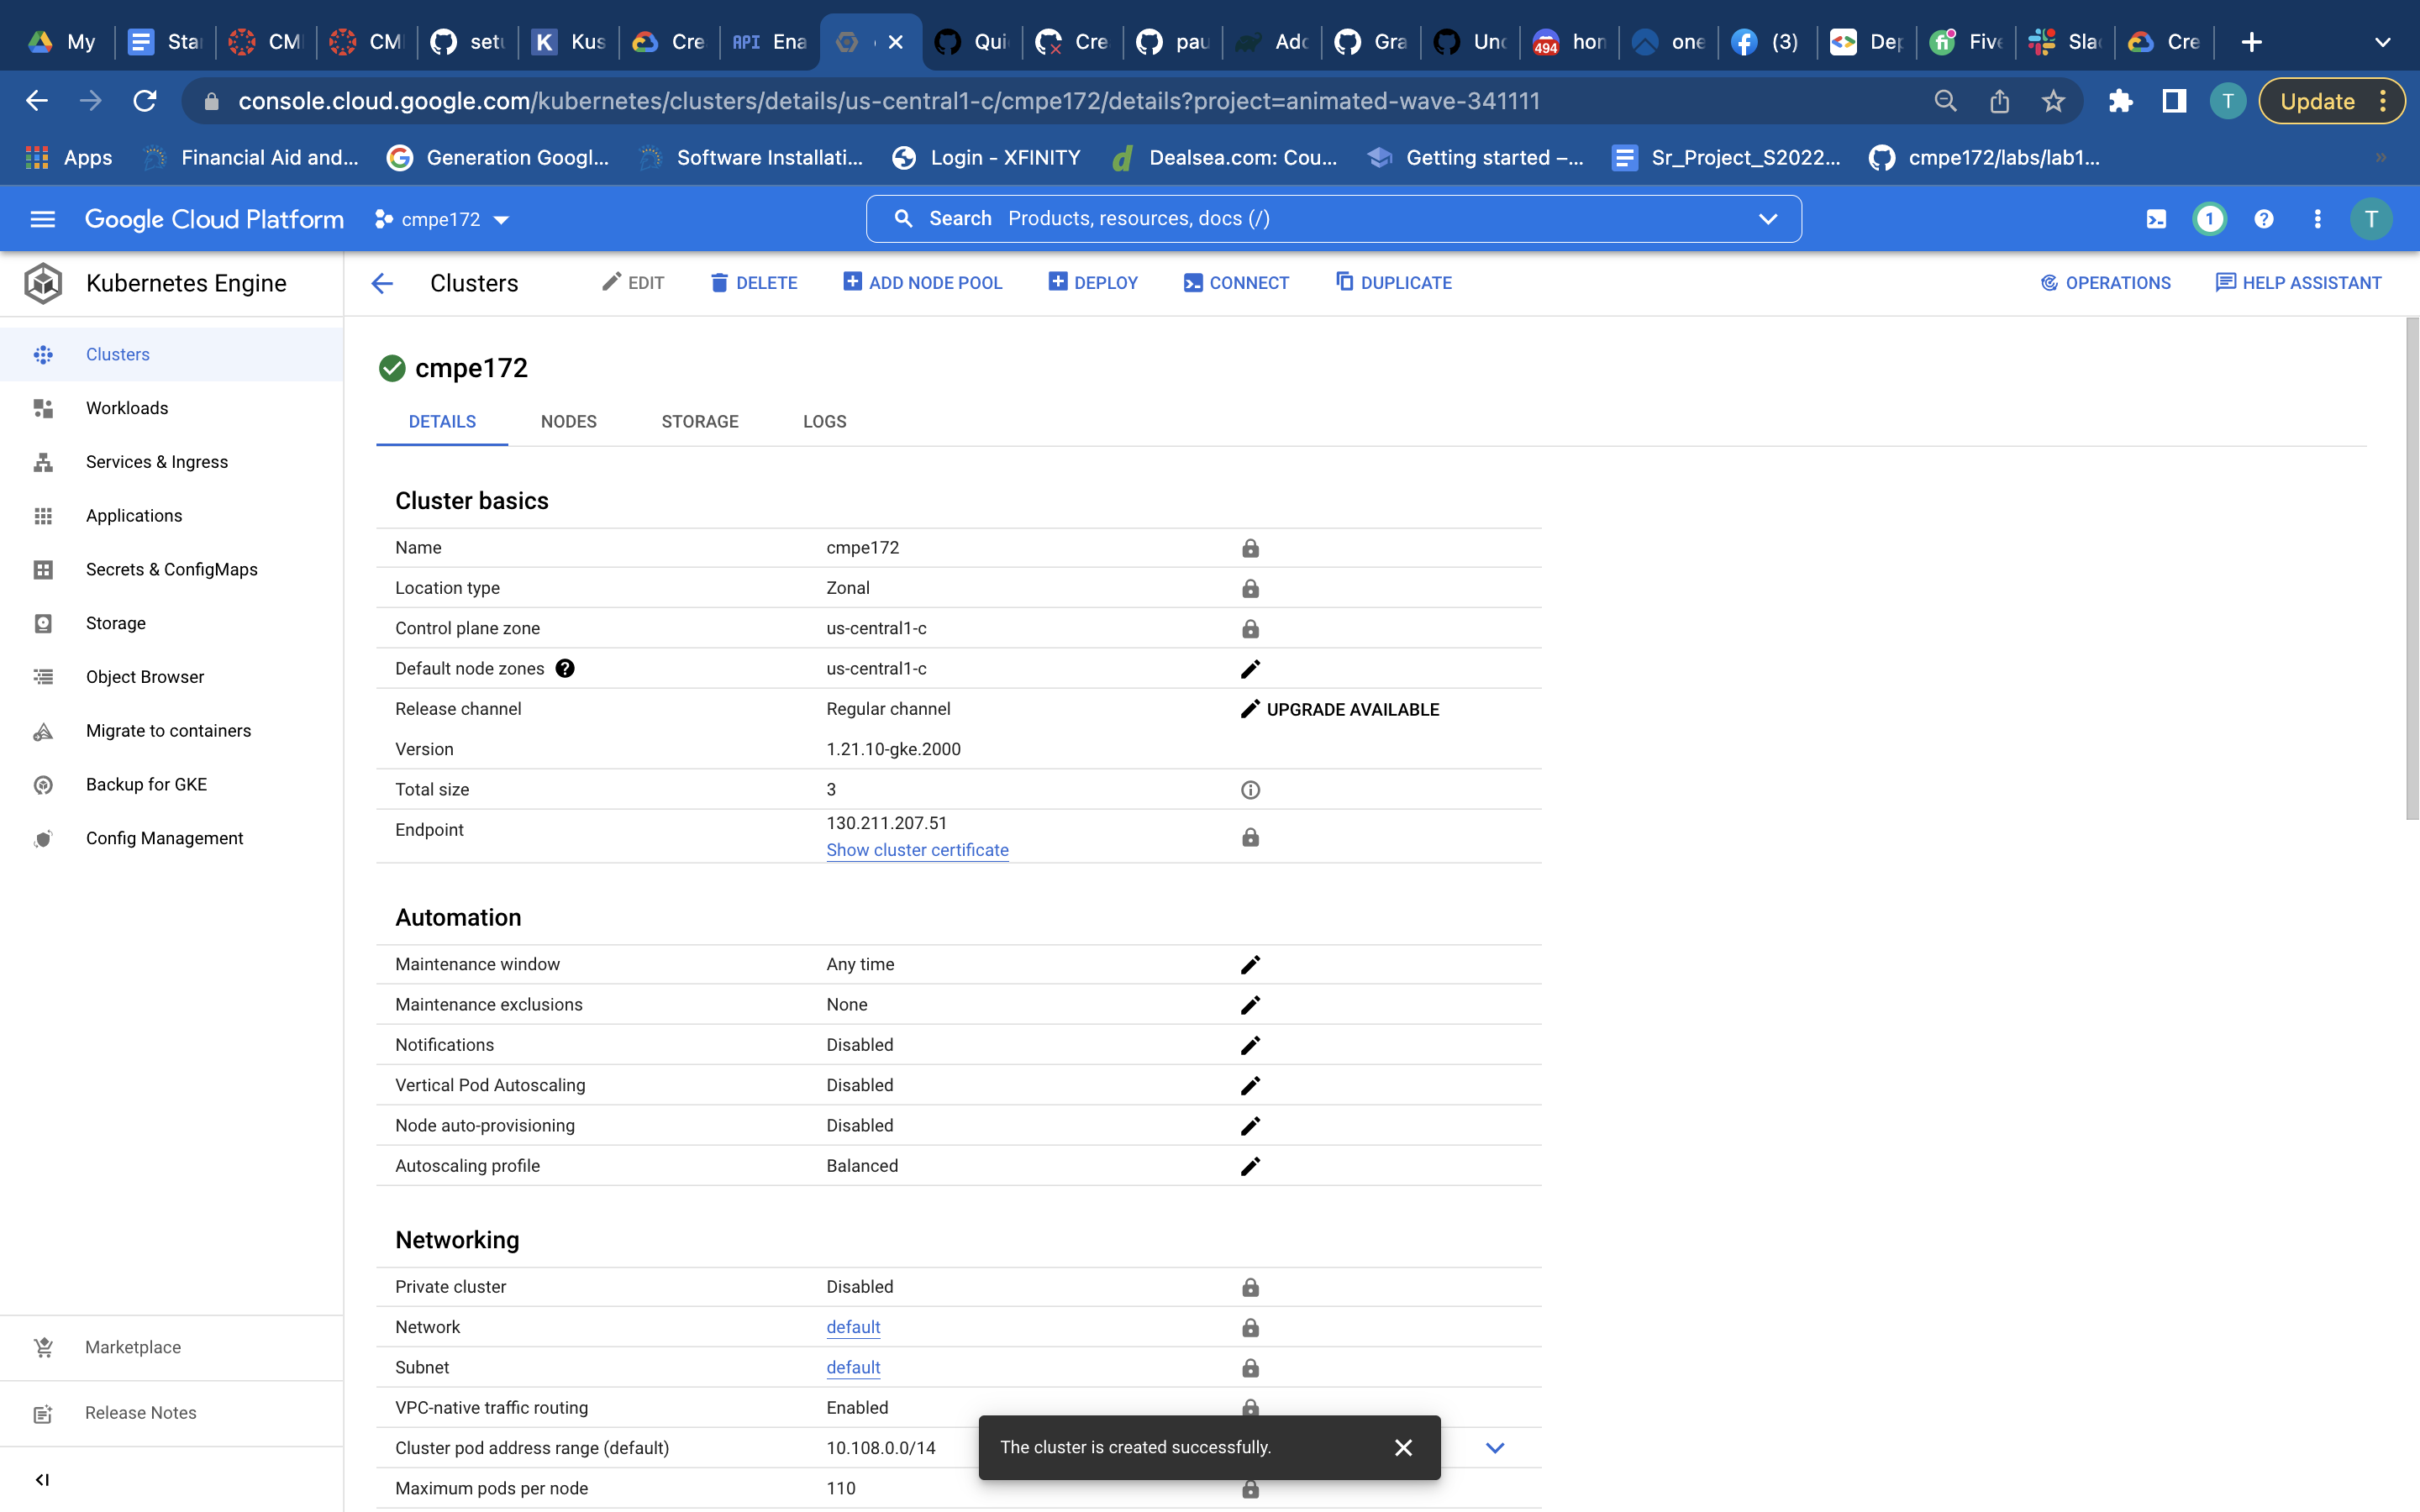 My
Sta
CM
CM
setu
Kus
Cre
API Ena
Qui
Cre
pau
Adc
Gra
Unc
494 hon
one
(3)
Dep
Five
Sla
Cre
console.cloud.google.com/kubernetes/clusters/details/us-central1-c/cmpe172/details?project=animated-wave-341111
T
Update
Apps
Financial Aid and...
Generation Googl...
Software Installati...
Login - XFINITY
Dealsea.com: Cou...
Getting started –...
Sr_Project_S2022...
cmpe172/labs/lab1...
»
Google Cloud Platform
cmpe172
Search Products, resources, docs (/)
1
T
Kubernetes Engine
Clusters
EDIT
DELETE
ADD NODE POOL
DEPLOY
CONNECT
DUPLICATE
OPERATIONS
HELP ASSISTANT
Clusters
Workloads
Services & Ingress
Applications
Secrets & ConfigMaps
Storage
Object Browser
Migrate to containers
Backup for GKE
Config Management
Marketplace
Release Notes
cmpe172
DETAILS NODES STORAGE LOGS
Cluster basics
Name cmpe172
Location type Zonal
Control plane zone us-central1-c
Default node zones us-central1-c
Release channel Regular channel UPGRADE AVAILABLE
Version 1.21.10-gke.2000
Total size 3
Endpoint 130.211.207.51
Show cluster certificate
Automation
Maintenance window Any time
Maintenance exclusions None
Notifications Disabled
Vertical Pod Autoscaling Disabled
Node auto-provisioning Disabled
Autoscaling profile Balanced
Networking
Private cluster Disabled
Network default
Subnet default
VPC-native traffic routing Enabled
Cluster pod address range (default) 10.108.0.0/14
Maximum pods per node 110
The cluster is created successfully.